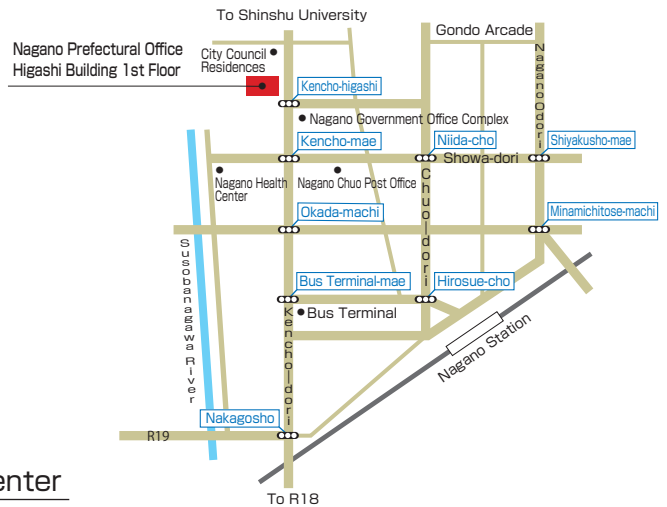 To Shinshu University
Nagano Prefectural Office
Higashi Building 1st Floor
City Council
Residences
Gondo Arcade
Nagano Odori
Kencho-higashi
Nagano Government Office Complex
Kencho-mae
Niida-cho
Shiyakusho-mae
Showa-dori
Nagano Health
Center
Nagano Chuo Post Office
Chuo-dori
Okada-machi
Minamichitose-machi
Susobanagawa River
Bus Terminal-mae
Hirosue-cho
Bus Terminal
Kencho-dori
Nagano Station
Nakagosho
R19
enter
To R18